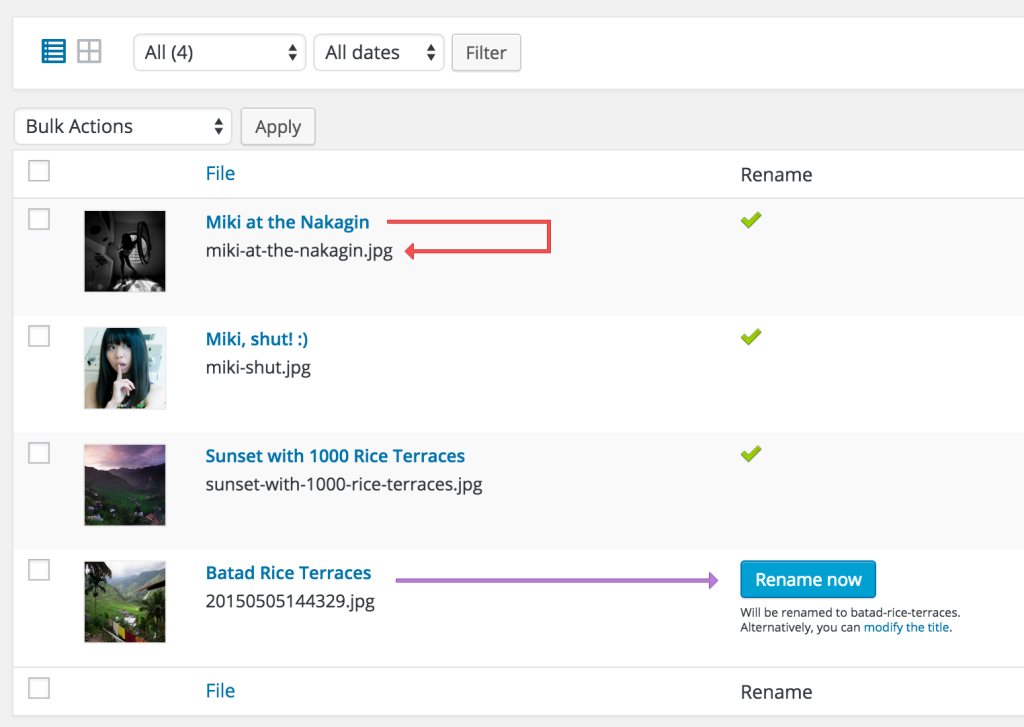 All (4)
All dates
Filter
Bulk Actions
Apply
File
Rename
Miki at the Nakagin
miki-at-the-nakagin.jpg
Miki, shut! :)
miki-shut.jpg
Sunset with 1000 Rice Terraces
sunset-with-1000-rice-terraces.jpg
Batad Rice Terraces
20150505144329.jpg
Rename now
Will be renamed to batad-rice-terraces.
Alternatively, you can modify the title.
File
Rename